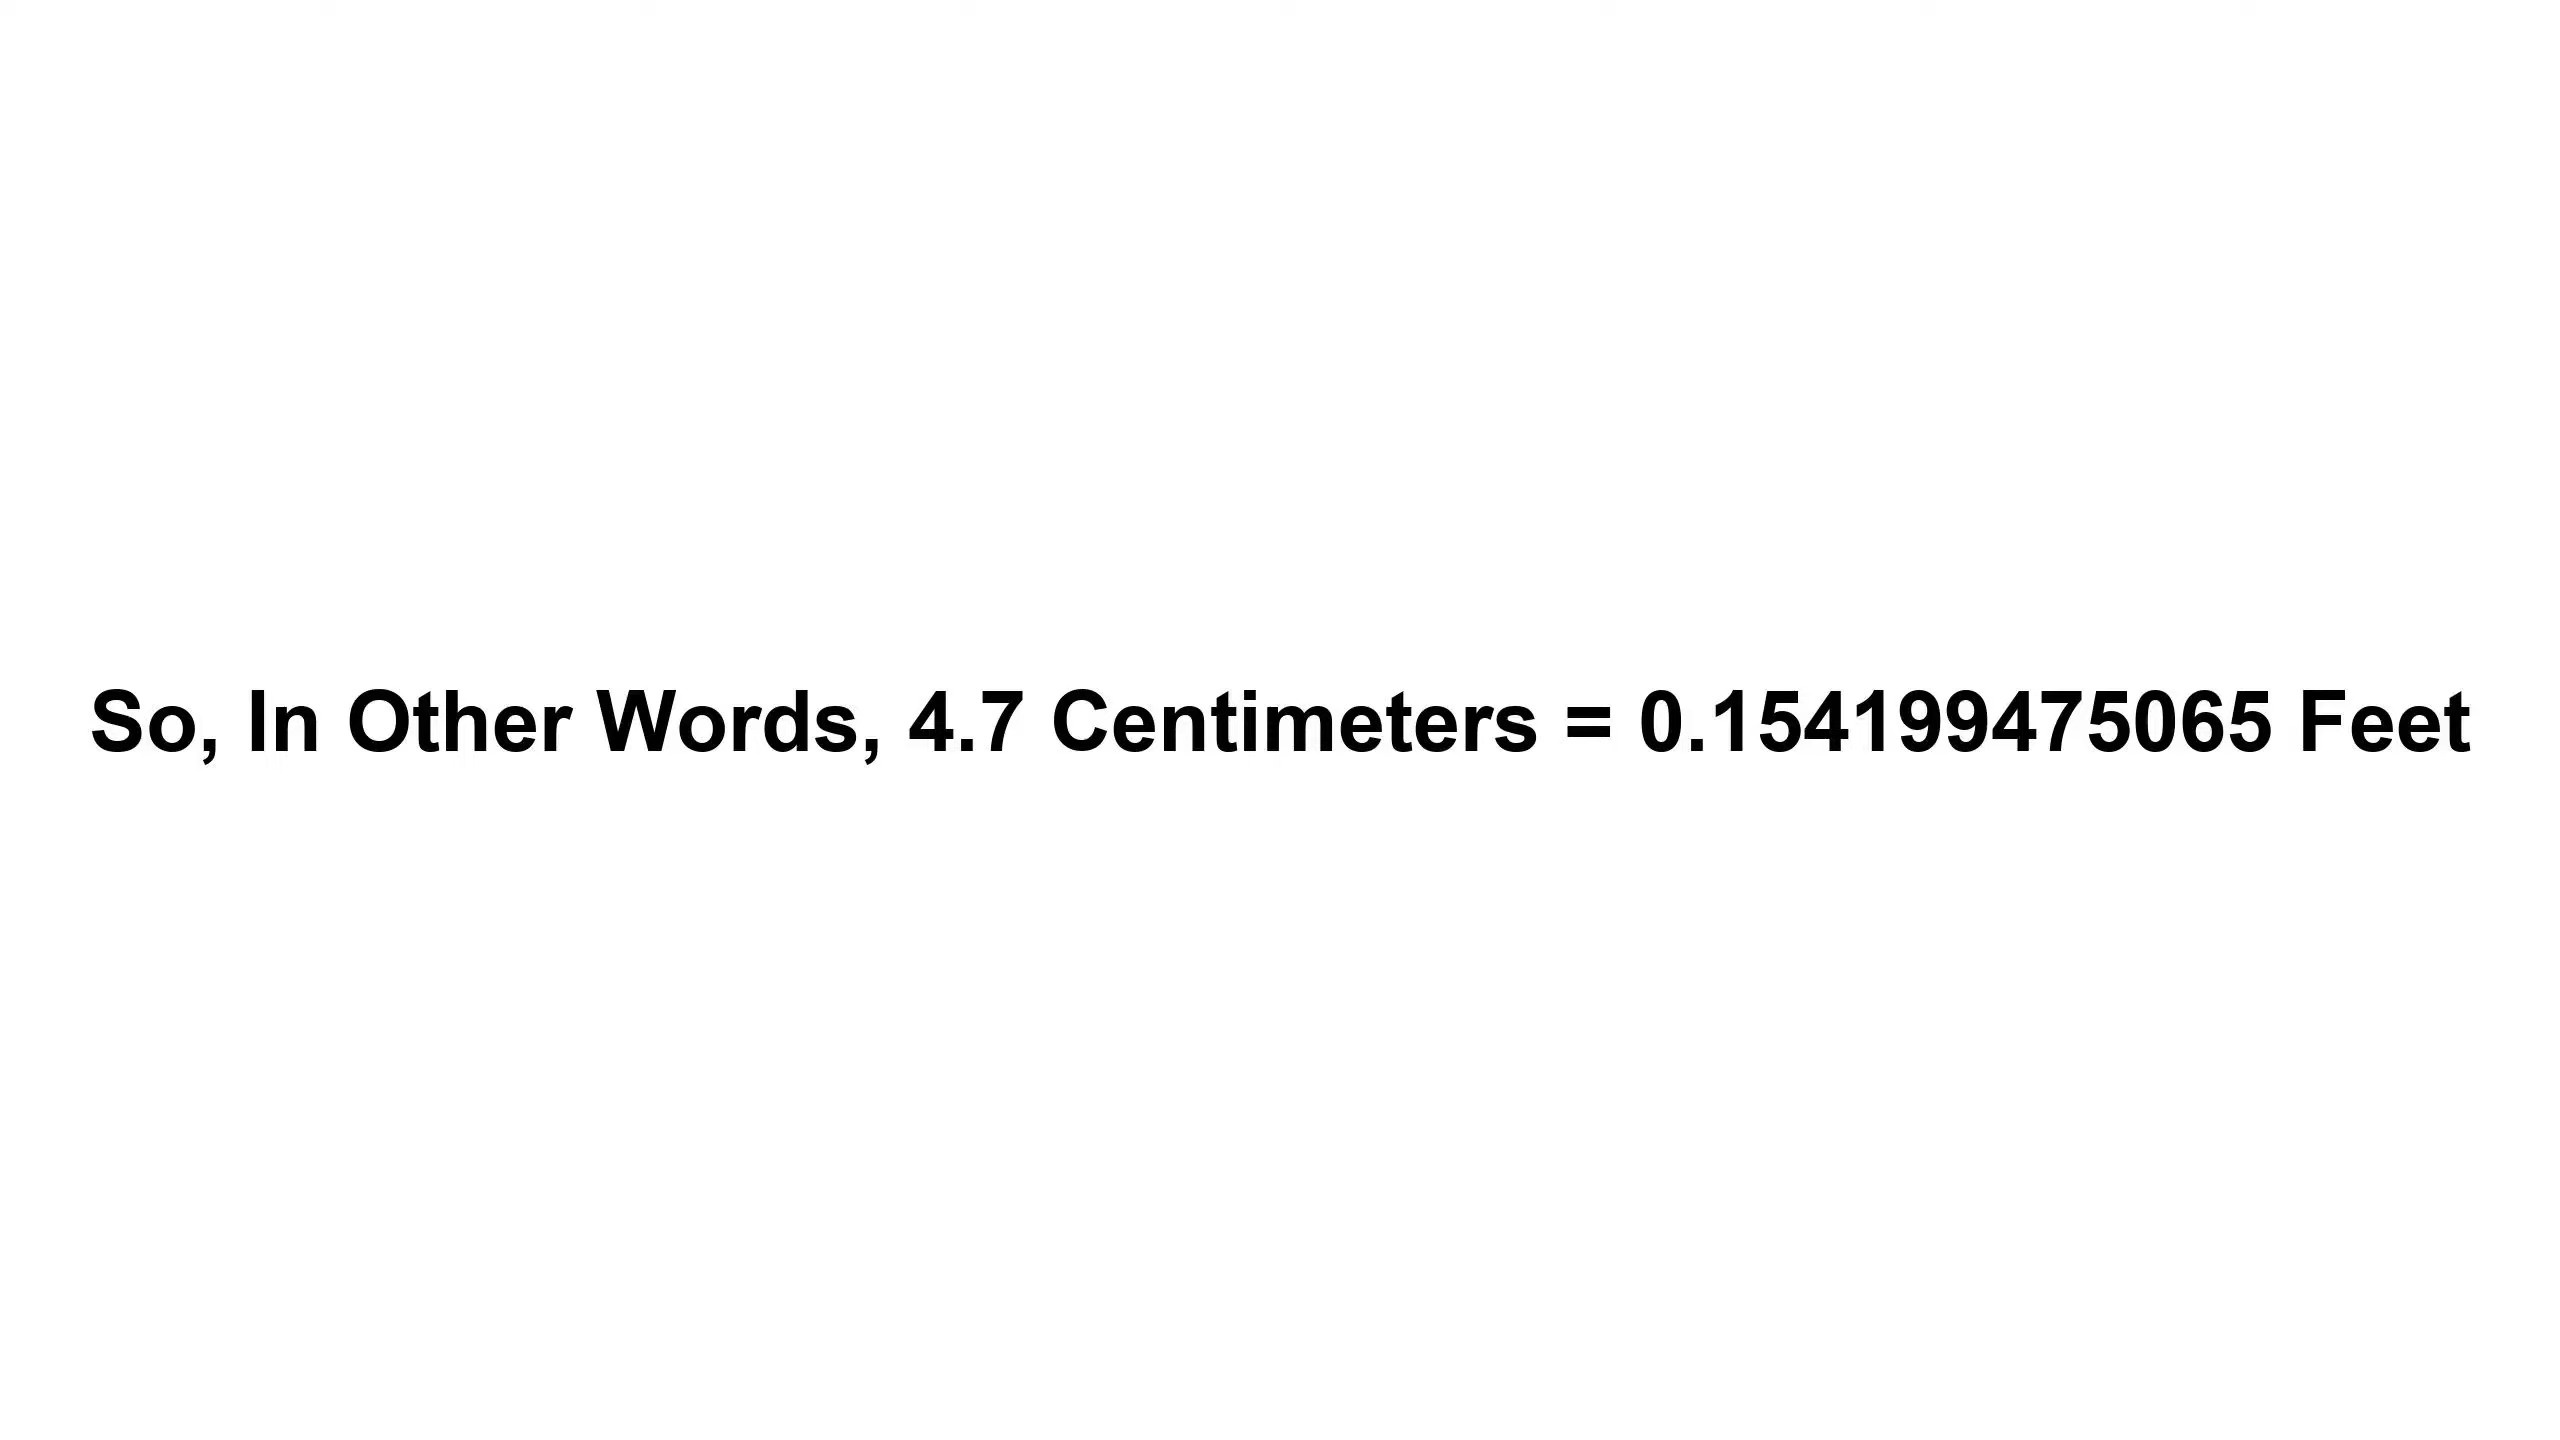 So, In Other Words, 4.7 Centimeters = 0.154199475065 Feet